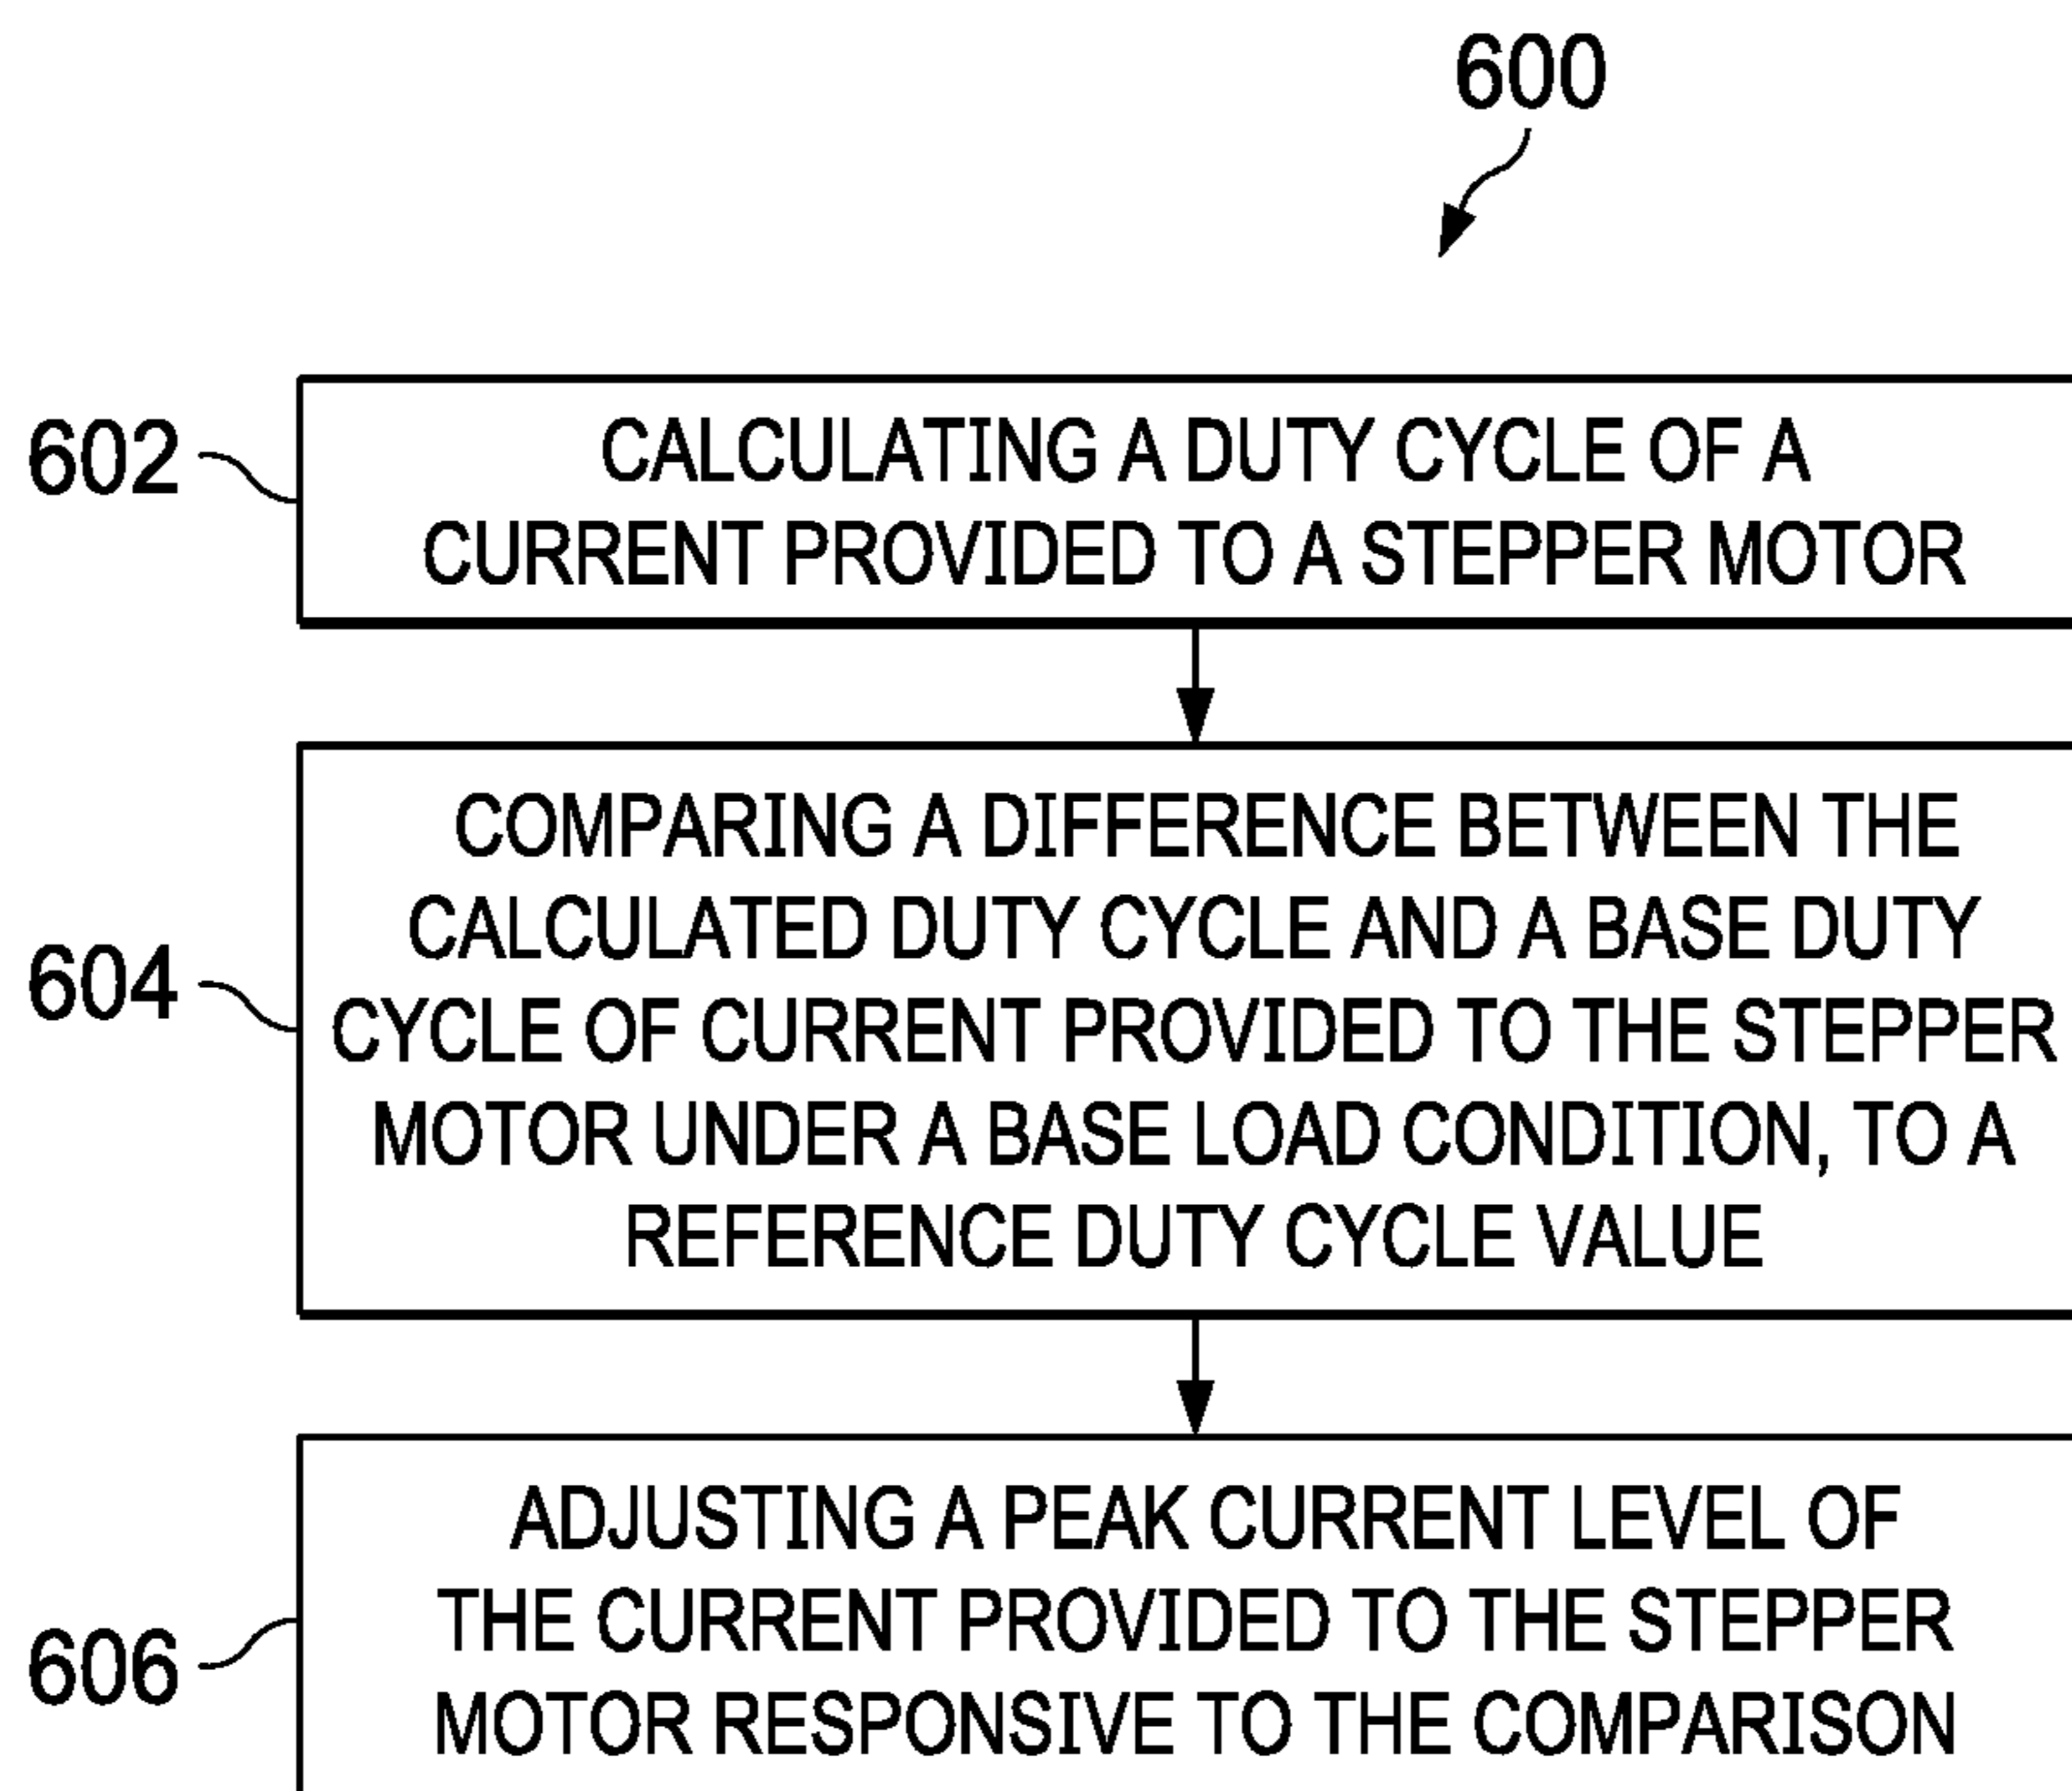 600
602
CALCULATING A DUTY CYCLE OF A
CURRENT PROVIDED TO A STEPPER MOTOR
604
COMPARING A DIFFERENCE BETWEEN THE
CALCULATED DUTY CYCLE AND A BASE DUTY
CYCLE OF CURRENT PROVIDED TO THE STEPPER
MOTOR UNDER A BASE LOAD CONDITION, TO A
REFERENCE DUTY CYCLE VALUE
606
ADJUSTING A PEAK CURRENT LEVEL OF
THE CURRENT PROVIDED TO THE STEPPER
MOTOR RESPONSIVE TO THE COMPARISON